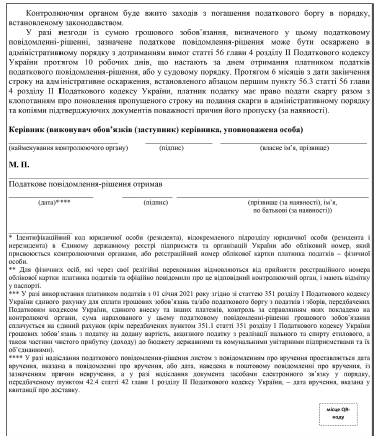 Контролюючим органом буде вжито заходів з погашення податкового боргу в порядку,
встановленому законодавством.
У разі незгоди із сумою грошового зобов'язання, визначеного у цьому податковому
повідомленні-рішенні, зазначене податкове повідомлення-рішення може бути оскаржено в
адміністративному порядку з дотриманням вимог статті 56 глави 4 розділу II Податкового кодексу
України протягом 10 робочих днів, що настають за днем отримання платником податків
податкового повідомлення-рішення, або у судовому порядку. Протягом 6 місяців з дати закінчення
строку на адміністративне оскарження, встановленого абзацом першим пункту 56.3 статті 56 глави
4 розділу II Податкового кодексу України, платник податку має право подати скаргу разом з
клопотанням про поновлення пропущеного строку на подання скарги в адміністративному порядку
та копіями підтверджуючих документів поважності причин його пропуску (за наявності).
Керівник (виконувач обов'язків (заступник) керівника, уповноважена особа)
(найменування контролюючого органу) (підпис) (власне ім'я, прізвище)
М. П.
Податкове повідомлення-рішення отримав
(дата)**** (підпис) (прізвище (за наявності), ім'я,
по батькові (за наявності))
* Ідентифікаційний код юридичної особи (резидента), відокремленого підрозділу юридичної особи (резидента і
нерезидента) в Єдиному державному реєстрі підприємств та організацій України або обліковий номер, який
присвоюється контролюючими органами, або реєстраційний номер облікової картки платника податків – фізичної
особи.
** Для фізичних осіб, які через свої релігійні переконання відмовляються від прийняття реєстраційного номера
облікової картки платника податків та офіційно повідомили про це відповідний контролюючий орган, і мають відмітку
у паспорті.
*** У разі використання платником податків з 01 січня 2021 року згідно зі статтею 35¹ глави 1 розділу I Податкового кодексу
України єдиного рахунку для сплати грошових зобов'язань та/або податкового боргу з податків і зборів, передбачених
Податковим кодексом України, єдиного внеску та інших платежів, контроль за справлянням яких покладено на
контролюючі органи, сума нарахованого у цьому податковому повідомленні-рішенні грошового зобов'язання
сплачується на єдиний рахунок (крім передбачених пунктом 35¹.1 статті 35¹ Податкового кодексу України
грошових зобов'язань з податку на додану вартість, акцизного податку з реалізації пального та спирту етилового, а
також частини чистого прибутку (доходу) до бюджету державними та комунальними унітарними підприємствами та їх
об'єднаннями).
**** У разі надіслання податкового повідомлення-рішення листом з повідомленням про вручення проставляється дата
вручення, вказана в повідомленні про вручення, або дата, наведена в поштовому повідомленні про вручення, із
зазначенням причин невручення, а у разі надіслання документа засобами електронного зв'язку у порядку,
передбаченому пунктом 42.4 статті 42 глави 1 розділу II Податкового кодексу України, – дата вручення, вказана у
квитанції про доставку.
місце QR-
коду